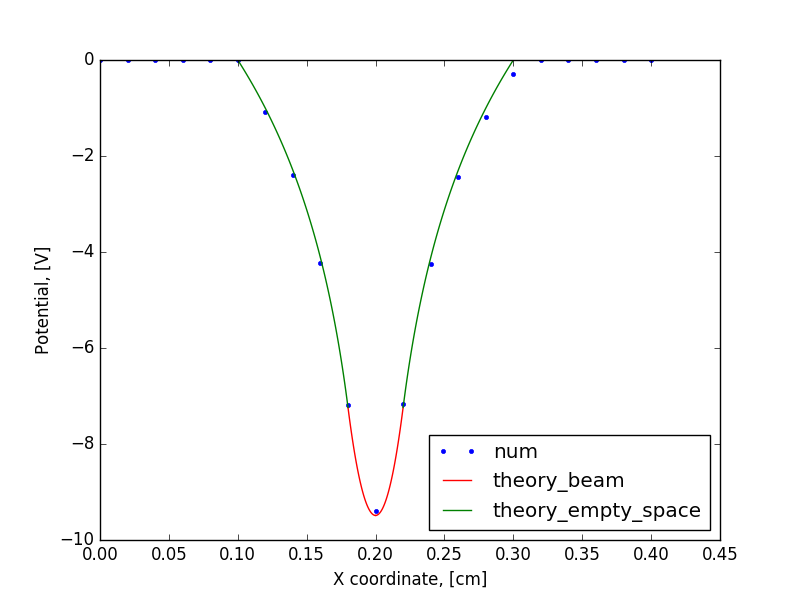 0
−2
−4
−6
−8
−10
Potential, [V]
num
theory_beam
theory_empty_space
0.00 0.05 0.10 0.15 0.20 0.25 0.30 0.35 0.40 0.45
X coordinate, [cm]